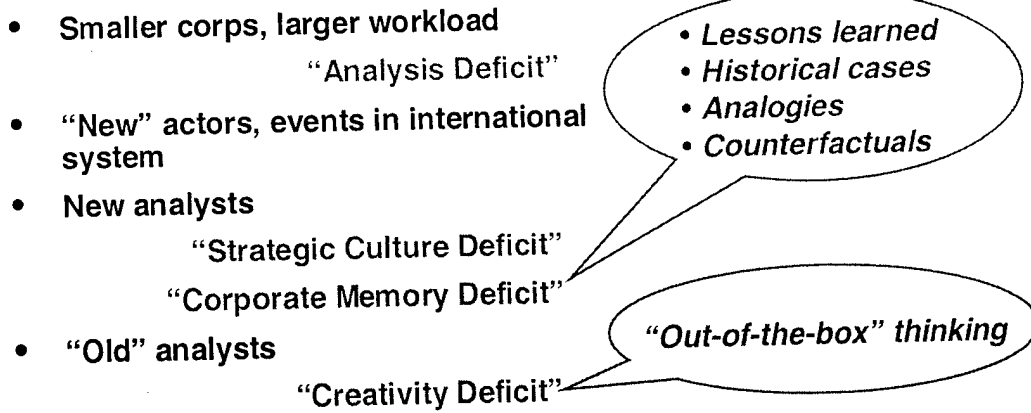 • Smaller corps, larger workload
“Analysis Deficit”
• “New” actors, events in international
system
• New analysts
“Strategic Culture Deficit”
“Corporate Memory Deficit”
• “Old” analysts
“Creativity Deficit”
• Lessons learned
• Historical cases
• Analogies
• Counterfactuals
“Out-of-the-box” thinking